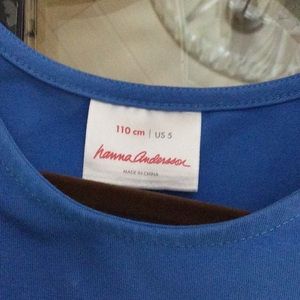 110 cm | US 5
hanna andersson
MADE IN CHINA